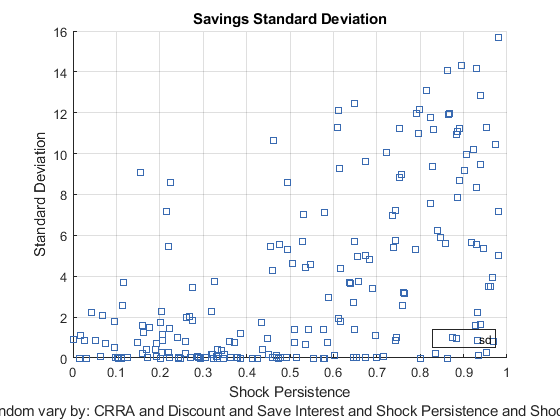 Savings Standard Deviation
16
14
12
10
8
6
4
2
0
Standard Deviation
sd
0 0.1 0.2 0.3 0.4 0.5 0.6 0.7 0.8 0.9 1
Shock Persistence
ndom vary by: CRRA and Discount and Save Interest and Shock Persistence and Sho